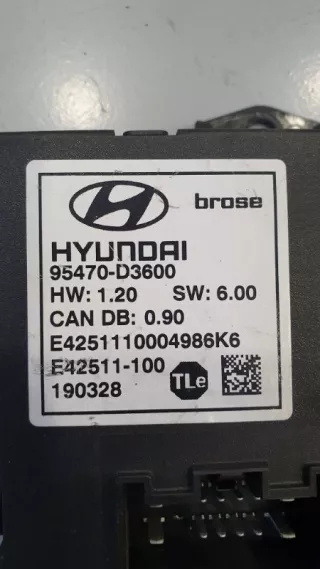 brose
HYUNDAI
95470-D3600
HW: 1.20 SW: 6.00
CAN DB: 0.90
E4251110004986K6
E42511-100
190328 TLe